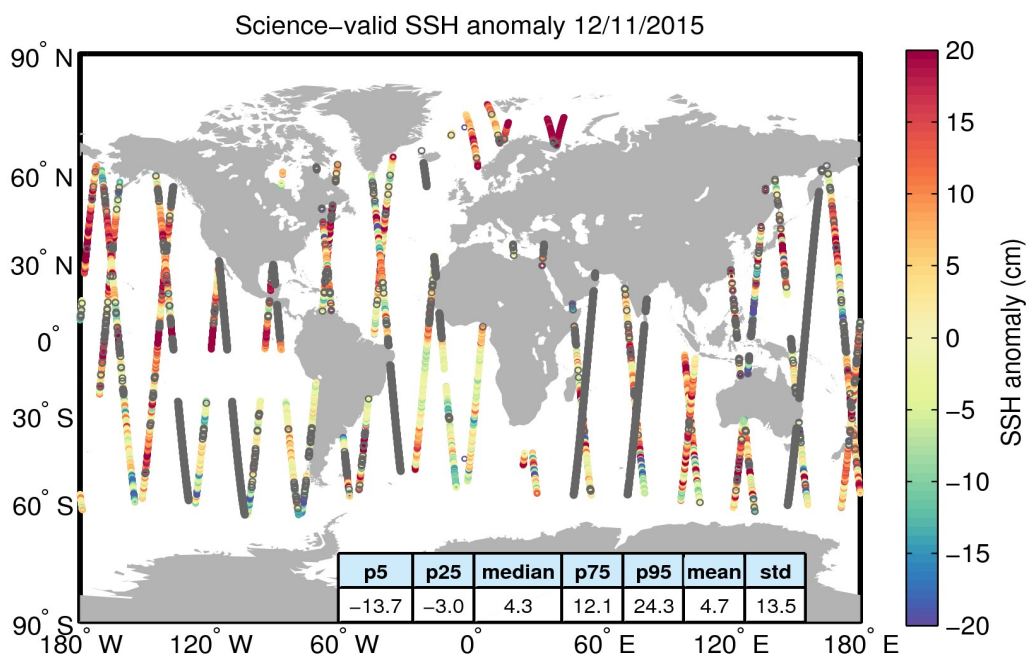 Science−valid SSH anomaly 12/11/2015
90° N
60° N
30° N
0°
30° S
60° S
90° S
180° W
120° W
60° W
0°
60° E
120° E
180° E
p5 p25 median p75 p95 mean std
−13.7 −3.0 4.3 12.1 24.3 4.7 13.5
20
15
10
5
0
−5
−10
−15
−20
SSH anomaly (cm)